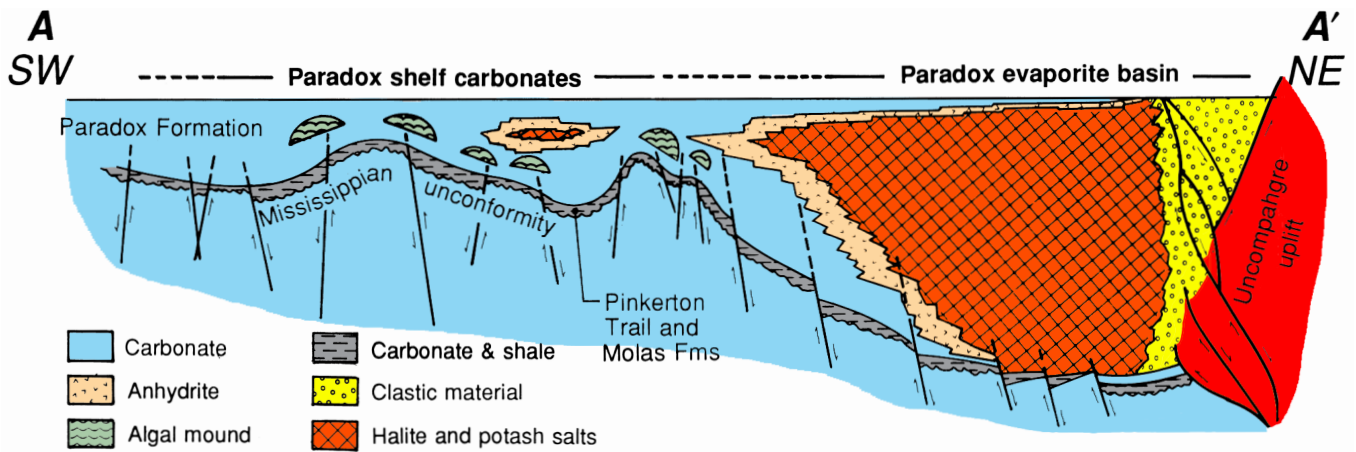 A
SW
A′
NE
Paradox shelf carbonates
Paradox evaporite basin
Paradox Formation
Mississippian
unconformity
Uncompahgre
uplift
Pinkerton
Trail and
Molas Fms
Carbonate
Carbonate & shale
Anhydrite
Clastic material
Algal mound
Halite and potash salts